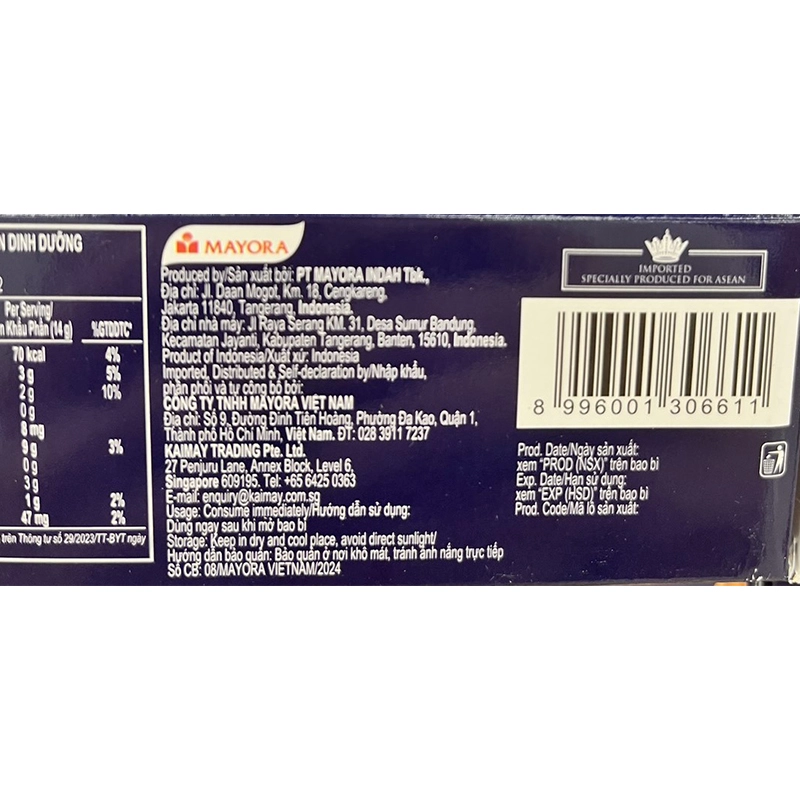 N DINH DƯỠNG
Per Serving/
n Khẩu Phần (14 g) %GTDDTC*
70 kcal 4%
3 g 5%
2 g 10%
0 g
8 mg
9 g 3%
0 g
3 g
1 g 2%
47 mg 2%
trên Thông tư số 29/2023/TT-BYT ngày
MAYORA
Produced by/Sản xuất bởi: PT MAYORA INDAH Tbk.,
Địa chỉ: Jl. Daan Mogot, Km. 18, Cengkareng,
Jakarta 11840, Tangerang, Indonesia.
Địa chỉ nhà máy: Jl Raya Serang KM. 31, Desa Sumur Bandung,
Kecamatan Jayanti, Kabupaten Tangerang, Banten, 15610, Indonesia.
Product of Indonesia/Xuất xứ: Indonesia
Imported, Distributed & Self-declaration by/Nhập khẩu,
phân phối và tự công bố bởi:
CÔNG TY TNHH MAYORA VIỆT NAM
Địa chỉ: Số 9, Đường Đinh Tiên Hoàng, Phường Đa Kao, Quận 1,
Thành phố Hồ Chí Minh, Việt Nam. ĐT: 028 3911 7237
KAIMAY TRADING Pte. Ltd.
27 Penjuru Lane, Annex Block, Level 6,
Singapore 609195. Tel: +65 6425 0363
E-mail: enquiry@kaimay.com.sg
Usage: Consume immediately/Hướng dẫn sử dụng:
Dùng ngay sau khi mở bao bì
Storage: Keep in dry and cool place, avoid direct sunlight/
Hướng dẫn bảo quản: Bảo quản ở nơi khô mát, tránh ánh nắng trực tiếp
Số CB: 08/MAYORA VIETNAM/2024
IMPORTED
SPECIALLY PRODUCED FOR ASEAN
8 996001 306611
Prod. Date/Ngày sản xuất:
xem "PROD (NSX)" trên bao bì
Exp. Date/Hạn sử dụng:
xem "EXP (HSD)" trên bao bì
Prod. Code/Mã lô sản xuất: